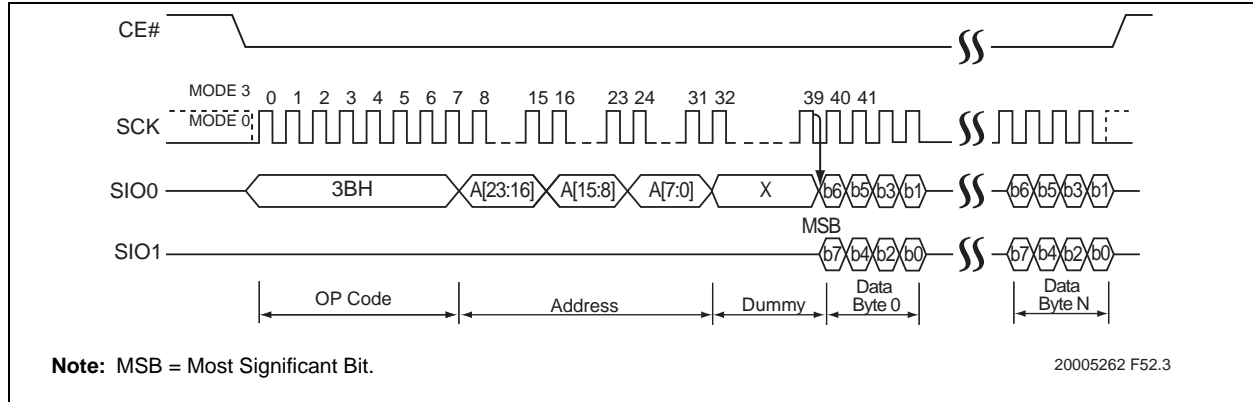 CE#
MODE 3
0 1 2 3 4 5 6 7 8 15 16 23 24 31 32 39 40 41
SCK
MODE 0
SIO0
3BH
A[23:16]
A[15:8]
A[7:0]
X
b6 b5 b3 b1
b6 b5 b3 b1
MSB
SIO1
b7 b4 b2 b0
b7 b4 b2 b0
OP Code
Address
Dummy
Data
Byte 0
Data
Byte N
Note: MSB = Most Significant Bit.
20005262 F52.3